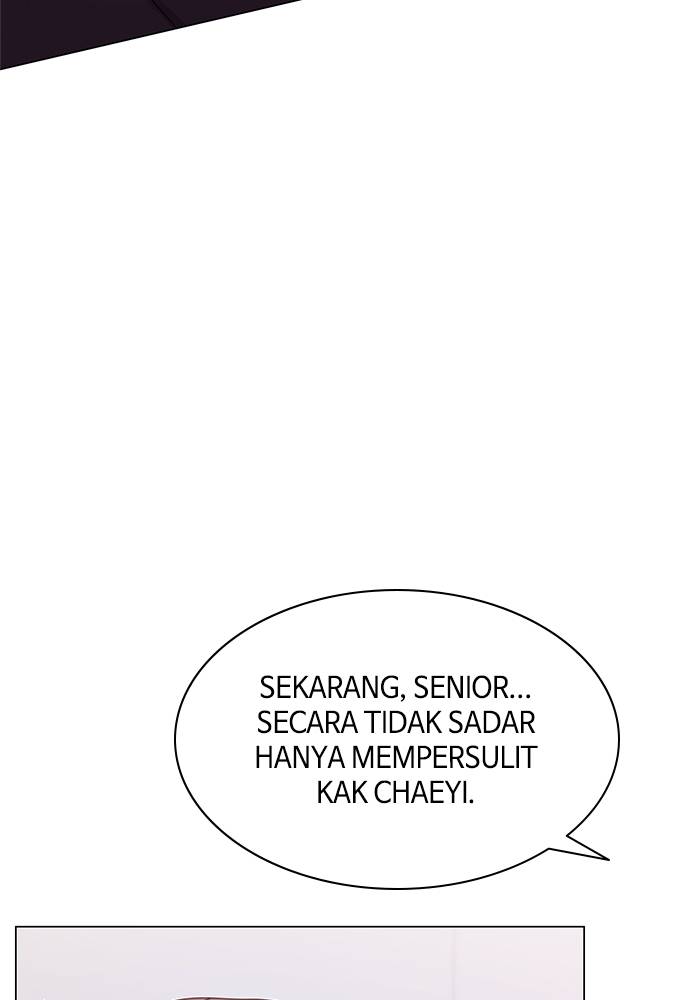 SEKARANG, SENIOR...
SECARA TIDAK SADAR
HANYA MEMPERSULIT
KAK CHAEYI.